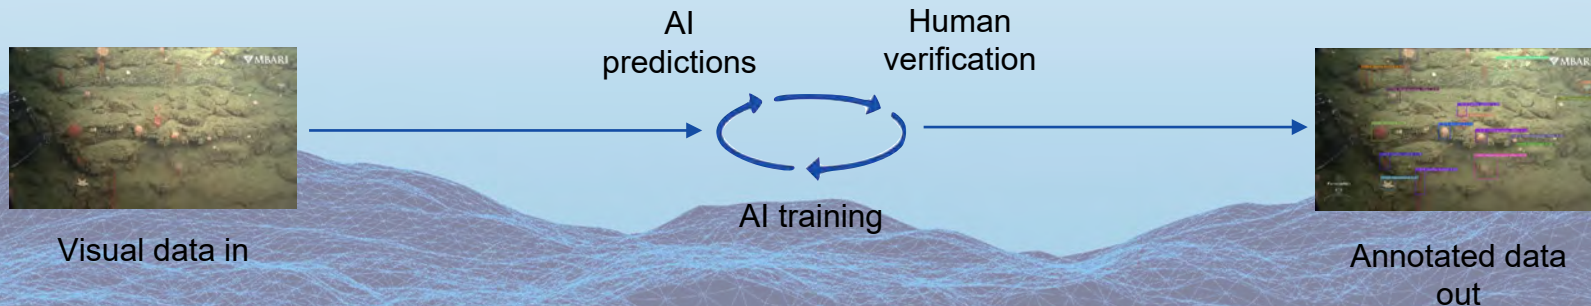 AI
predictions
Human
verification
MBARI
MBARI
AI training
Visual data in
Annotated data
out